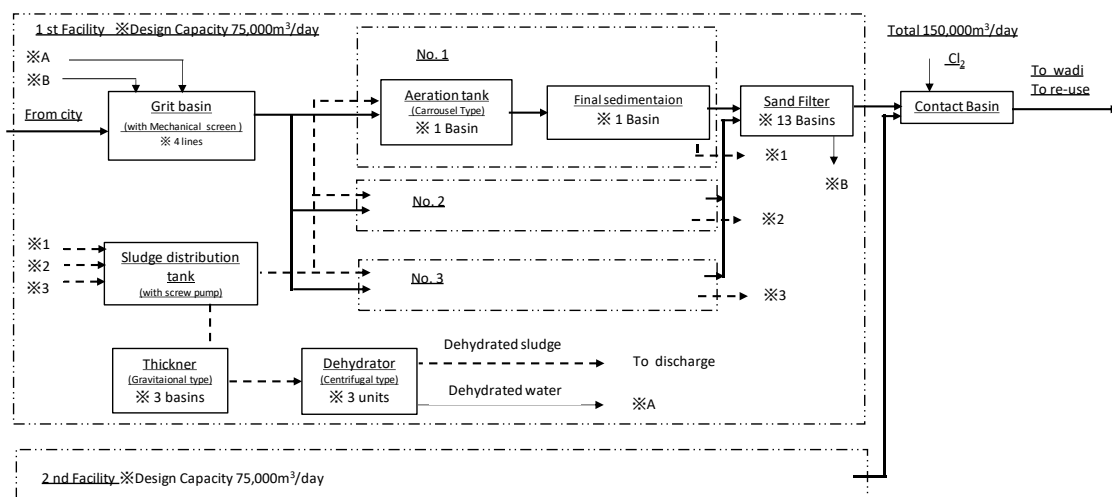 1 st Facility ※Design Capacity 75,000m³/day
Total 150,000m³/day
※A
※B
From city
Grit basin
(with Mechanical screen )
※ 4 lines
No. 1
Aeration tank
(Carrousel Type)
※ 1 Basin
Final sedimentaion
※ 1 Basin
※1
Sand Filter
※ 13 Basins
※B
Cl₂
Contact Basin
To wadi
To re-use
No. 2
※2
※1
※2
※3
Sludge distribution
tank
(with screw pump)
No. 3
※3
Thickner
(Gravitaional type)
※ 3 basins
Dehydrator
(Centrifugal type)
※ 3 units
Dehydrated sludge
To discharge
Dehydrated water
※A
2 nd Facility ※Design Capacity 75,000m³/day